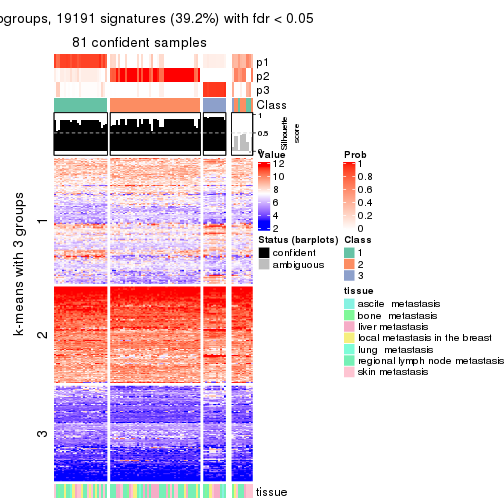 ogroups, 19191 signatures (39.2%) with fdr < 0.05
81 confident samples
p1
p2
p3
Class
1
0.5
0
Silhouette
score
k-means with 3 groups
1
2
3
tissue
Value
12
10
8
6
4
2
Prob
1
0.8
0.6
0.4
0.2
0
Status (barplots)
confident
ambiguous
Class
1
2
3
tissue
ascite metastasis
bone metastasis
liver metastasis
local metastasis in the breast
lung metastasis
regional lymph node metastasis
skin metastasis